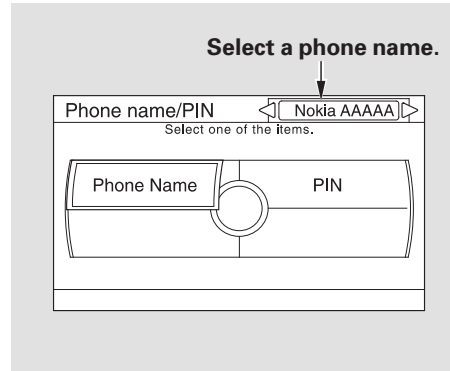 Select a phone name.
Phone name/PIN Nokia AAAAA
Select one of the items.
Phone Name PIN